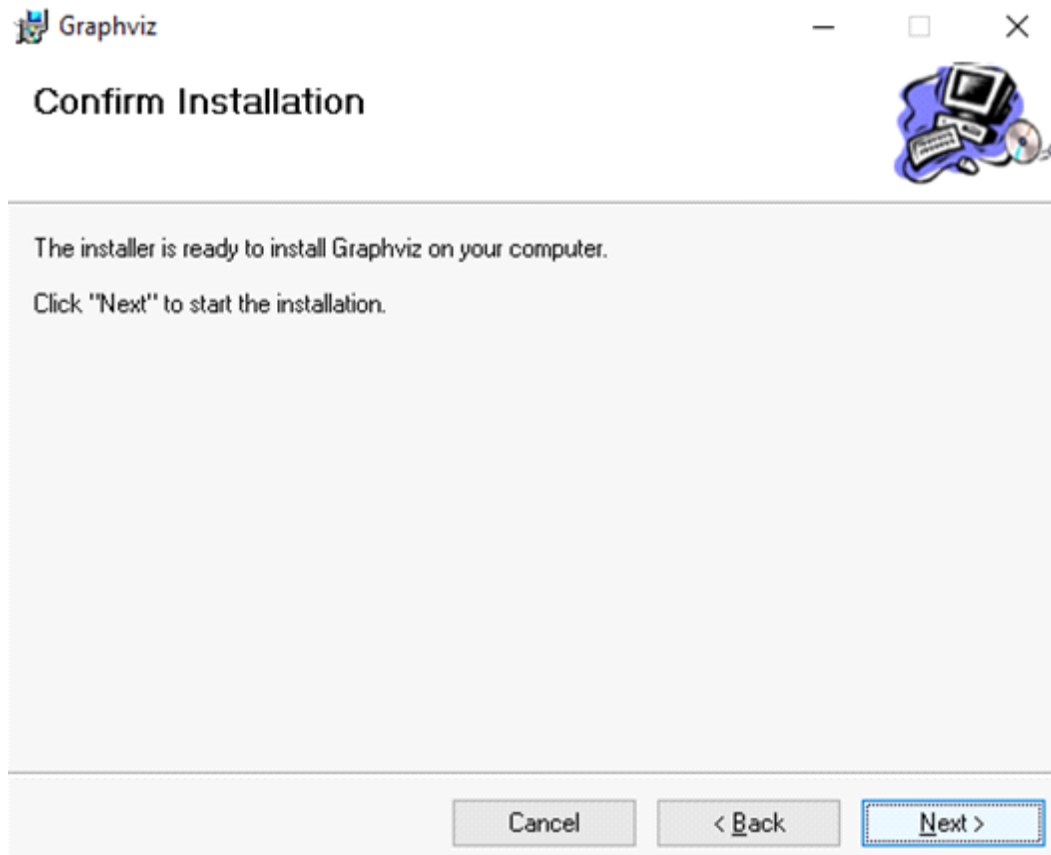 Graphviz
Confirm Installation
The installer is ready to install Graphviz on your computer.
Click "Next" to start the installation.
Cancel
< Back
Next >